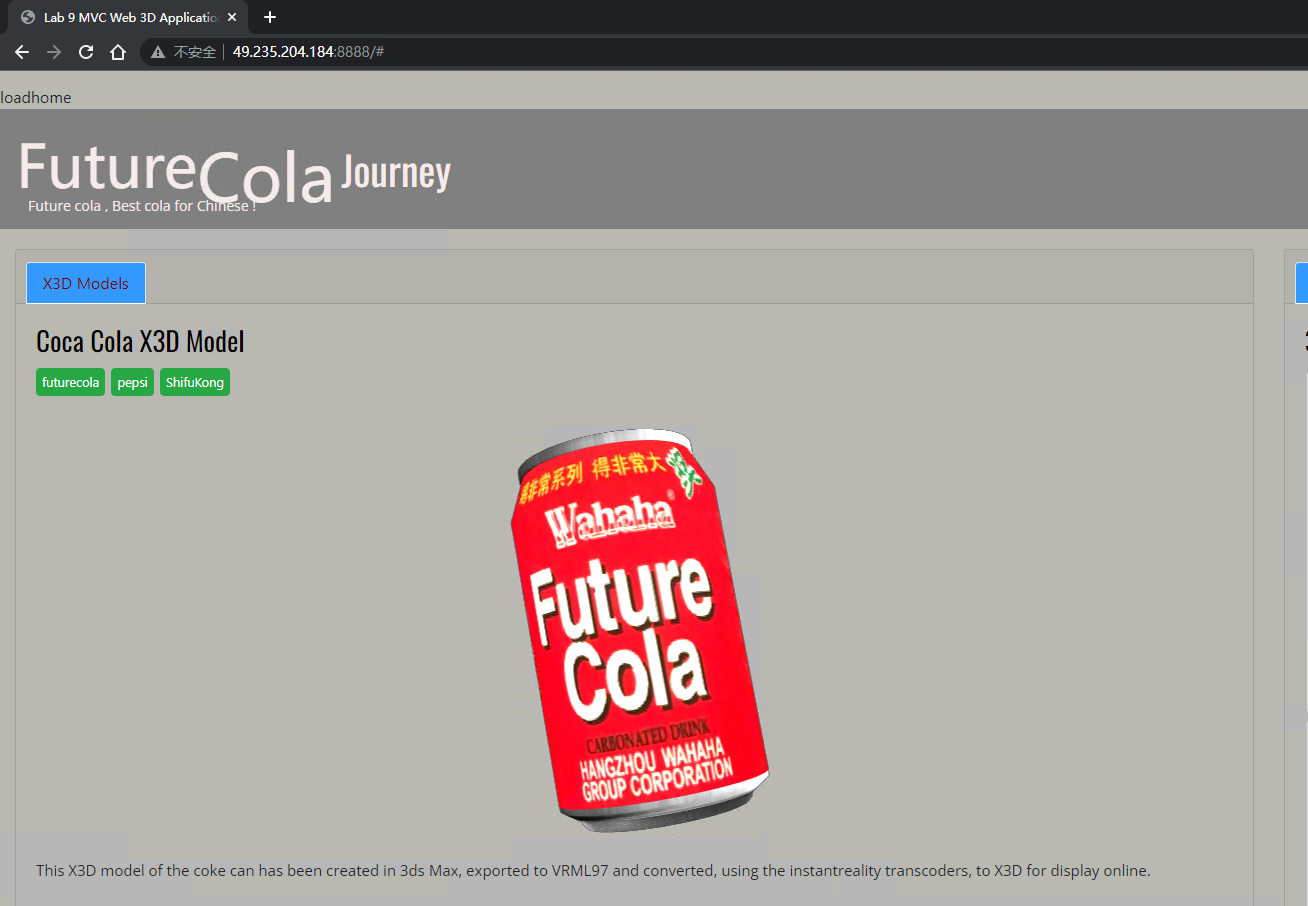 Lab 9 MVC Web 3D Applicatio
不安全 49.235.204.184:8888/#
loadhome
FutureCola Journey
Future cola , Best cola for Chinese !
X3D Models
Coca Cola X3D Model
futurecola pepsi ShifuKong
非常系列 得非常大
Wahaha®
Future
Cola
CARBONATED DRINK
HANGZHOU WAHAHA
GROUP CORPORATION
This X3D model of the coke can has been created in 3ds Max, exported to VRML97 and converted, using the instantreality transcoders, to X3D for display online.